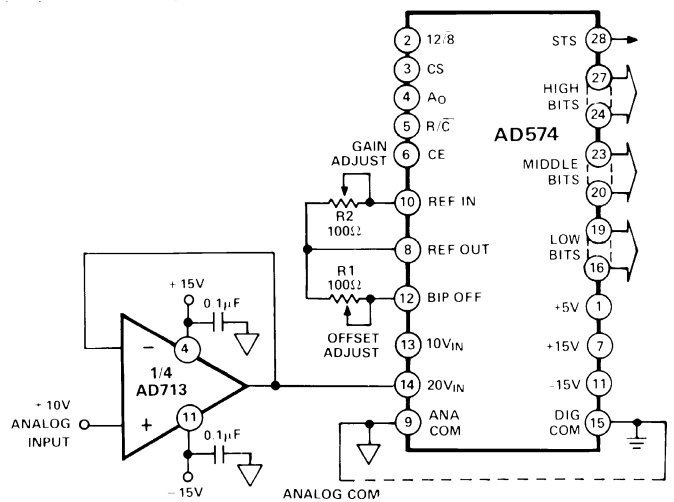 2 12/8̅
3 CS
4 A₀
5 R/C̅
6 CE
GAIN
ADJUST
10 REF IN
R2
100Ω
8 REF OUT
R1
100Ω
12 BIP OFF
OFFSET
ADJUST
13 10V_IN
14 20V_IN
9 ANA
COM
AD574
STS 28
27
HIGH
BITS
24
23
MIDDLE
BITS
20
19
LOW
BITS
16
+5V 1
+15V 7
-15V 11
DIG
COM 15
+15V
0.1μF
4
−
1/4
AD713
+
11
0.1μF
-15V
+10V
ANALOG
INPUT
ANALOG COM